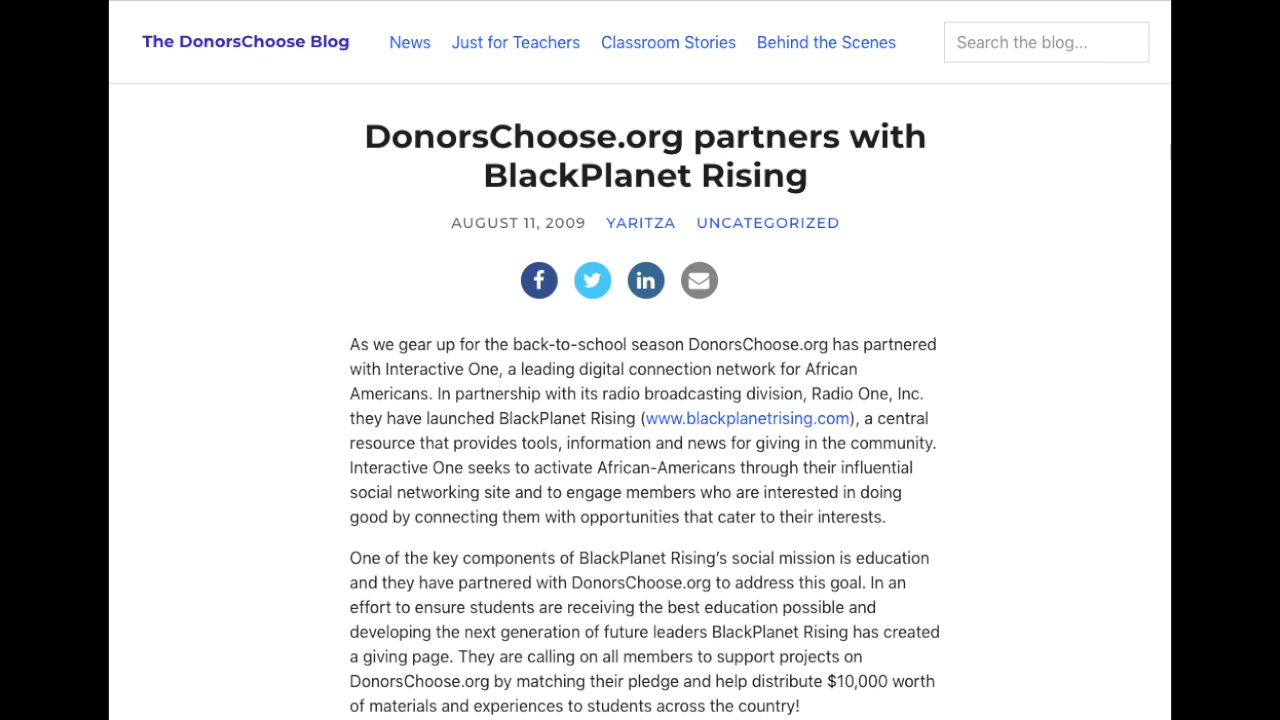 The DonorsChoose Blog News Just for Teachers Classroom Stories Behind the Scenes Search the blog...
DonorsChoose.org partners with
BlackPlanet Rising
AUGUST 11, 2009 YARITZA UNCATEGORIZED
As we gear up for the back-to-school season DonorsChoose.org has partnered
with Interactive One, a leading digital connection network for African
Americans. In partnership with its radio broadcasting division, Radio One, Inc.
they have launched BlackPlanet Rising (www.blackplanetrising.com), a central
resource that provides tools, information and news for giving in the community.
Interactive One seeks to activate African-Americans through their influential
social networking site and to engage members who are interested in doing
good by connecting them with opportunities that cater to their interests.
One of the key components of BlackPlanet Rising’s social mission is education
and they have partnered with DonorsChoose.org to address this goal. In an
effort to ensure students are receiving the best education possible and
developing the next generation of future leaders BlackPlanet Rising has created
a giving page. They are calling on all members to support projects on
DonorsChoose.org by matching their pledge and help distribute $10,000 worth
of materials and experiences to students across the country!